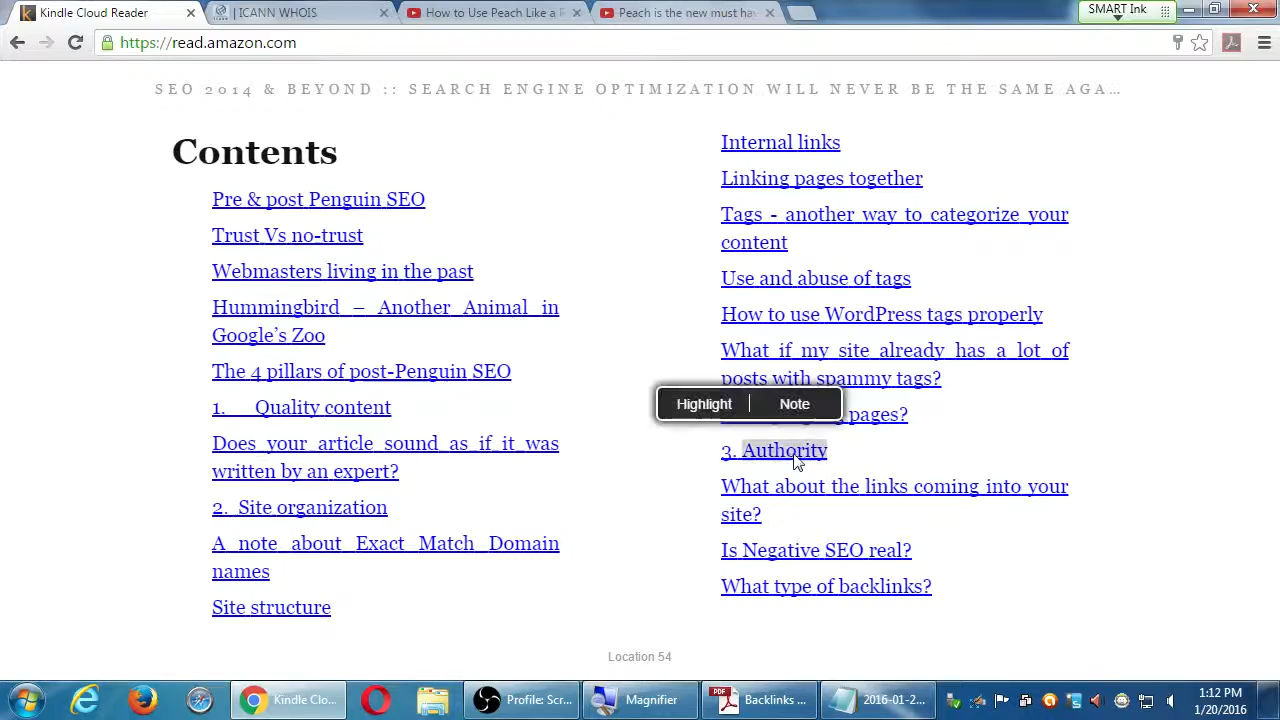 Kindle Cloud Reader
| ICANN WHOIS
How to Use Peach Like a
Peach is the new must ha
SMART Ink
https://read.amazon.com
SEO 2014 & BEYOND :: SEARCH ENGINE OPTIMIZATION WILL NEVER BE THE SAME AGA...
Contents
Pre & post Penguin SEO
Trust Vs no-trust
Webmasters living in the past
Hummingbird – Another Animal in
Google's Zoo
The 4 pillars of post-Penguin SEO
1. Quality content
Does your article sound as if it was
written by an expert?
2. Site organization
A note about Exact Match Domain
names
Site structure
Internal links
Linking pages together
Tags - another way to categorize your
content
Use and abuse of tags
How to use WordPress tags properly
What if my site already has a lot of
posts with spammy tags?
Highlight
Note
pages?
3. Authority
What about the links coming into your
site?
Is Negative SEO real?
What type of backlinks?
Location 54
Kindle Clo...
Profile: Scr...
Magnifier
PDF
Backlinks ...
2016-01-2...
1:12 PM
1/20/2016